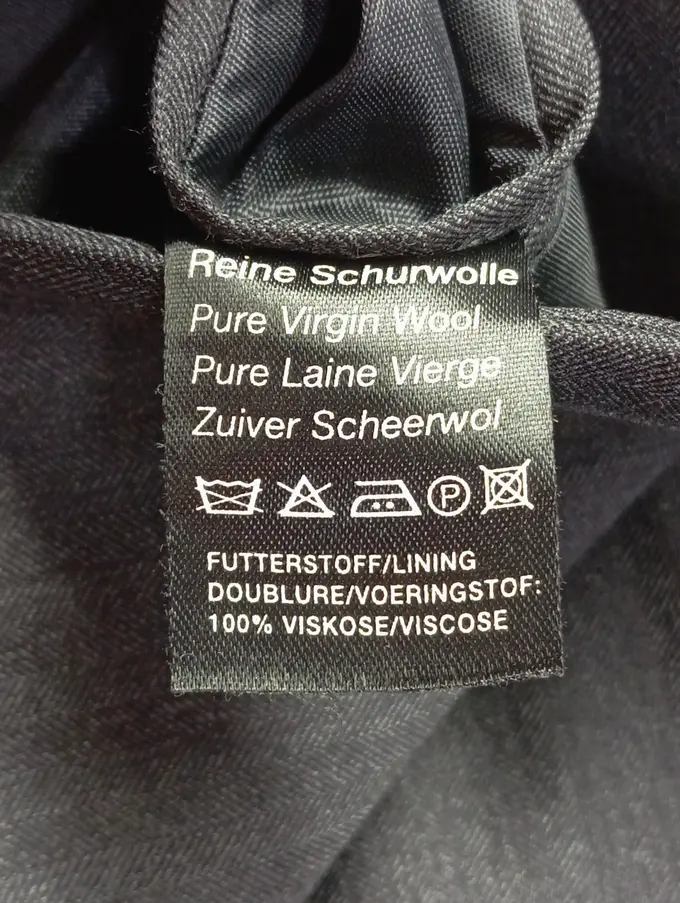 Reine Schurwolle
Pure Virgin Wool
Pure Laine Vierge
Zuiver Scheerwol
P
FUTTERSTOFF/LINING
DOUBLURE/VOERINGSTOF:
100% VISKOSE/VISCOSE